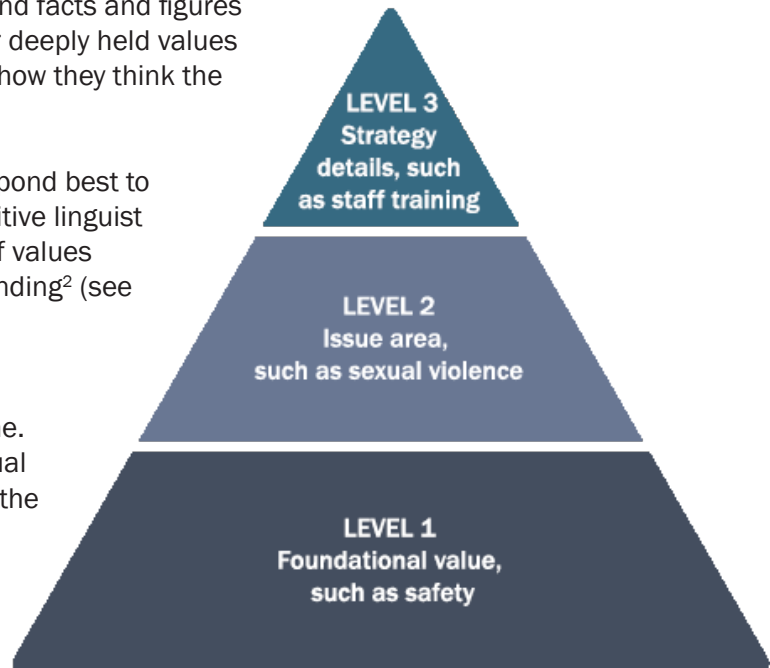 nd facts and figures
deeply held values
how they think the
pond best to
itive linguist
f values
nding² (see
ne.
ual
the
LEVEL 3
Strategy
details, such
as staff training
LEVEL 2
Issue area,
such as sexual violence
LEVEL 1
Foundational value,
such as safety